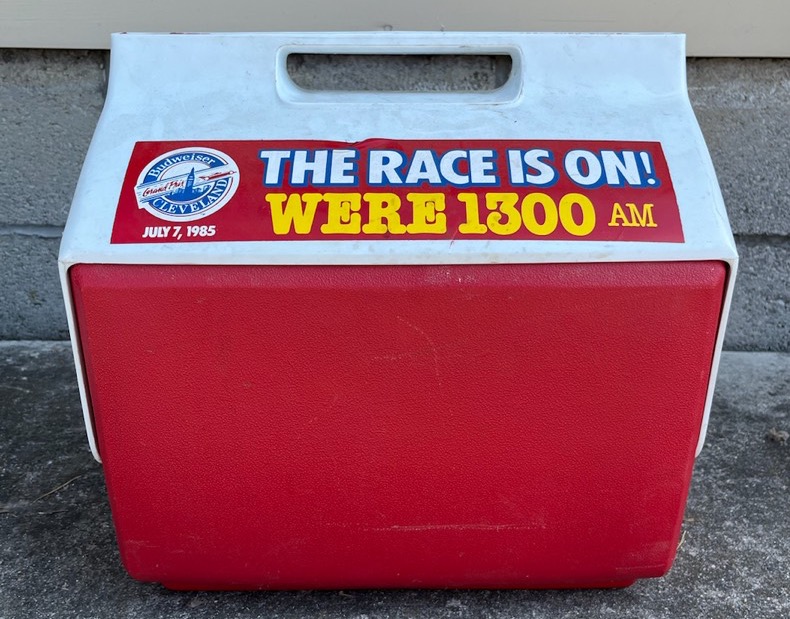 Budweiser
Grand Prix
CLEVELAND
JULY 7, 1985
THE RACE IS ON!
WERE 1300 AM